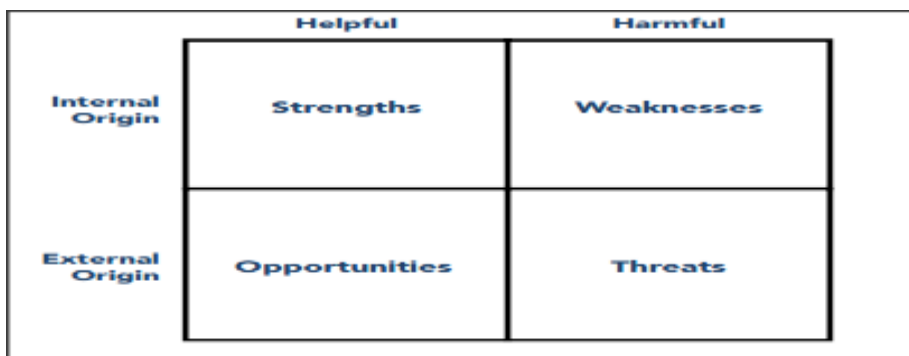 Helpful Harmful
Internal
Origin
Strengths Weaknesses
External
Origin
Opportunities Threats